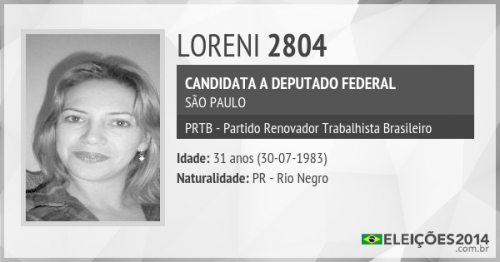 LORENI 2804
CANDIDATA A DEPUTADO FEDERAL
SÃO PAULO
PRTB - Partido Renovador Trabalhista Brasileiro
Idade: 31 anos (30-07-1983)
Naturalidade: PR - Rio Negro
ELEIÇÕES2014
.com.br